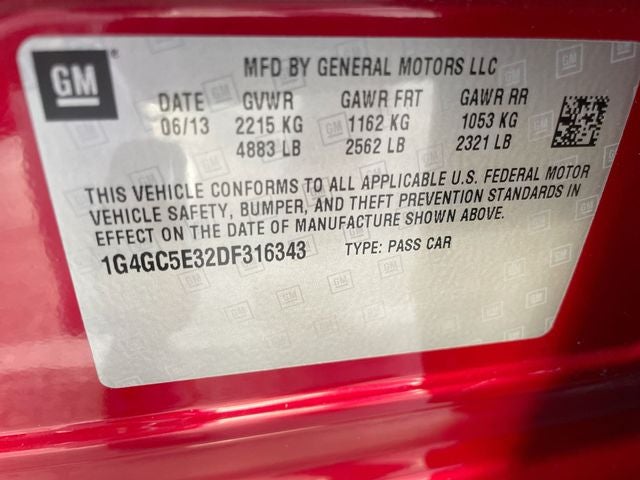 GM
MFD BY GENERAL MOTORS LLC
DATE GVWR GAWR FRT GAWR RR
06/13 2215 KG 1162 KG 1053 KG
4883 LB 2562 LB 2321 LB
THIS VEHICLE CONFORMS TO ALL APPLICABLE U.S. FEDERAL MOTOR
VEHICLE SAFETY, BUMPER, AND THEFT PREVENTION STANDARDS IN
EFFECT ON THE DATE OF MANUFACTURE SHOWN ABOVE.
1G4GC5E32DF316343 TYPE: PASS CAR